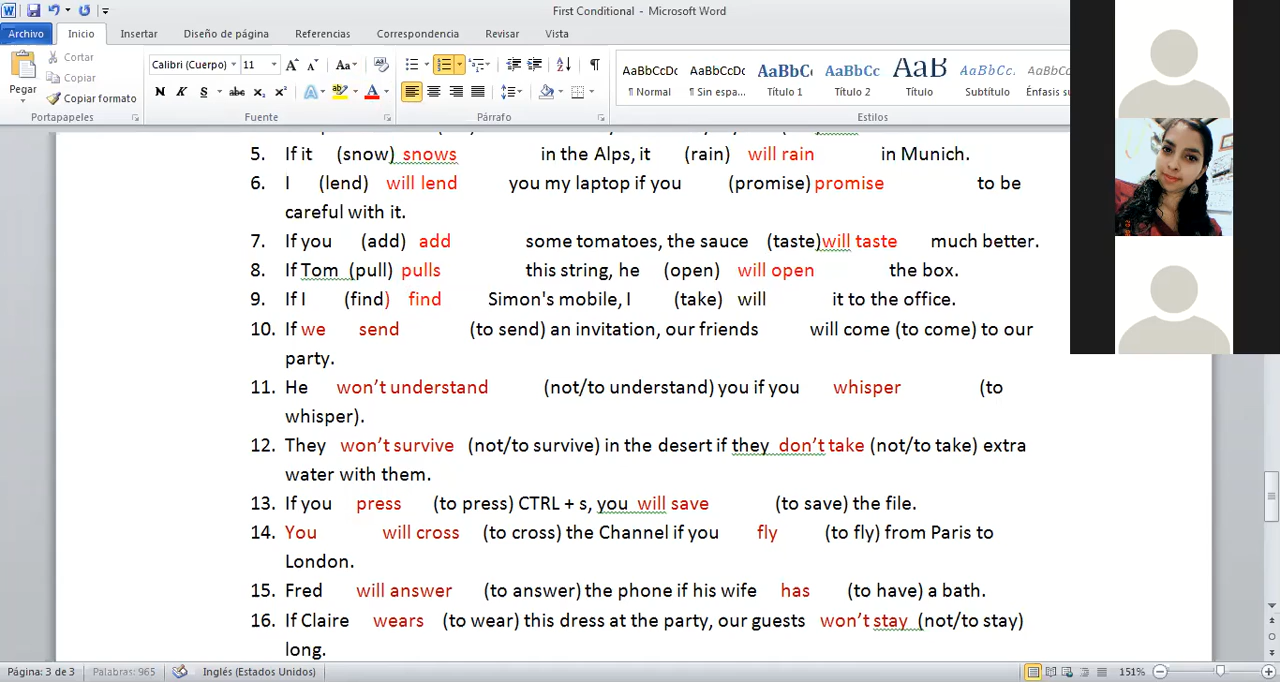 First Conditional - Microsoft Word
Archivo Inicio Insertar Diseño de página Referencias Correspondencia Revisar Vista
Pegar
Cortar
Copiar
Copiar formato
Portapapeles
Calibri (Cuerpo) 11
Fuente
Párrafo
AaBbCcDc AaBbCcDc AaBbC AaBbCc AaB AaBbCc. AaBbCc
¶ Normal ¶ Sin espa... Título 1 Título 2 Título Subtítulo Énfasis su
Estilos
5. If it (snow) snows in the Alps, it (rain) will rain in Munich.
6. I (lend) will lend you my laptop if you (promise) promise to be
careful with it.
7. If you (add) add some tomatoes, the sauce (taste)will taste much better.
8. If Tom (pull) pulls this string, he (open) will open the box.
9. If I (find) find Simon's mobile, I (take) will it to the office.
10. If we send (to send) an invitation, our friends will come (to come) to our
party.
11. He won't understand (not/to understand) you if you whisper (to
whisper).
12. They won't survive (not/to survive) in the desert if they don't take (not/to take) extra
water with them.
13. If you press (to press) CTRL + s, you will save (to save) the file.
14. You will cross (to cross) the Channel if you fly (to fly) from Paris to
London.
15. Fred will answer (to answer) the phone if his wife has (to have) a bath.
16. If Claire wears (to wear) this dress at the party, our guests won't stay (not/to stay)
long.
Página: 3 de 3 Palabras: 965 Inglés (Estados Unidos) 151%